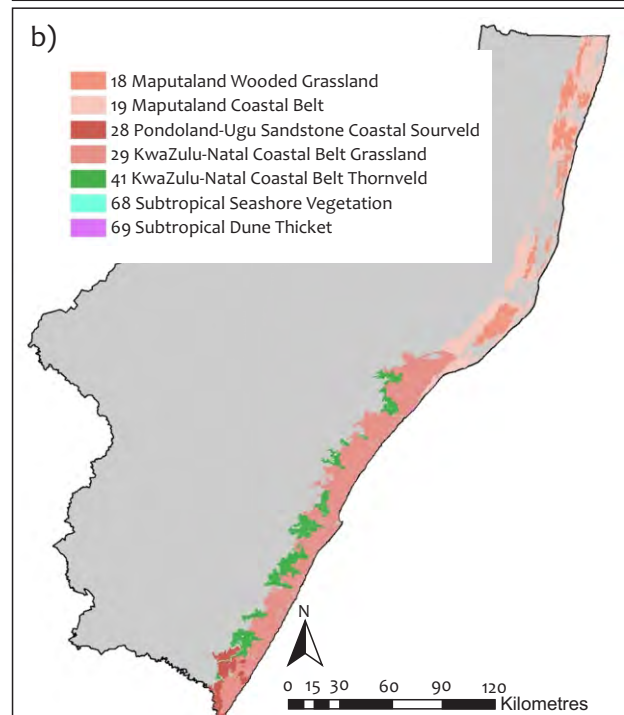 b)
18 Maputaland Wooded Grassland
19 Maputaland Coastal Belt
28 Pondoland-Ugu Sandstone Coastal Sourveld
29 KwaZulu-Natal Coastal Belt Grassland
41 KwaZulu-Natal Coastal Belt Thornveld
68 Subtropical Seashore Vegetation
69 Subtropical Dune Thicket
N
0 15 30 60 90 120
Kilometres